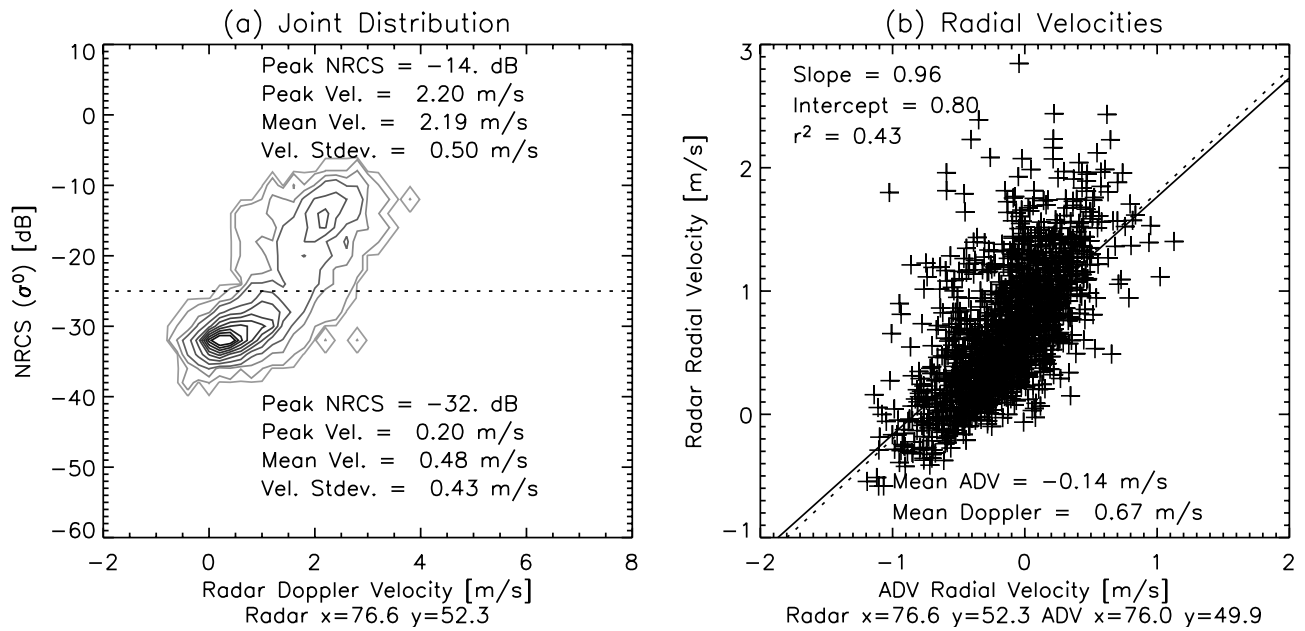 (a) Joint Distribution
10
0
−10
−20
−30
−40
−50
−60
NRCS (σ⁰) [dB]
Peak NRCS = −14. dB
Peak Vel. = 2.20 m/s
Mean Vel. = 2.19 m/s
Vel. Stdev. = 0.50 m/s
Peak NRCS = −32. dB
Peak Vel. = 0.20 m/s
Mean Vel. = 0.48 m/s
Vel. Stdev. = 0.43 m/s
−2 0 2 4 6 8
Radar Doppler Velocity [m/s]
Radar x=76.6 y=52.3
(b) Radial Velocities
3
2
1
0
−1
Radar Radial Velocity [m/s]
Slope = 0.96
Intercept = 0.80
r² = 0.43
Mean ADV = −0.14 m/s
Mean Doppler = 0.67 m/s
−2 −1 0 1 2
ADV Radial Velocity [m/s]
Radar x=76.6 y=52.3 ADV x=76.0 y=49.9